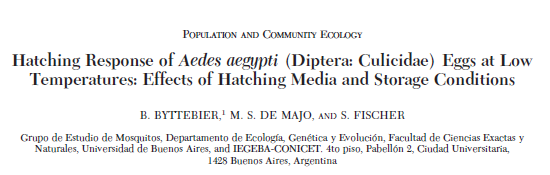 POPULATION AND COMMUNITY ECOLOGY
Hatching Response of Aedes aegypti (Diptera: Culicidae) Eggs at Low
Temperatures: Effects of Hatching Media and Storage Conditions
B. BYTTEBIER,1 M. S. DE MAJO, AND S. FISCHER
Grupo de Estudio de Mosquitos, Departamento de Ecología, Genética y Evolución, Facultad de Ciencias Exactas y
Naturales, Universidad de Buenos Aires, and IEGEBA-CONICET. 4to piso, Pabellón 2, Ciudad Universitaria,
1428 Buenos Aires, Argentina